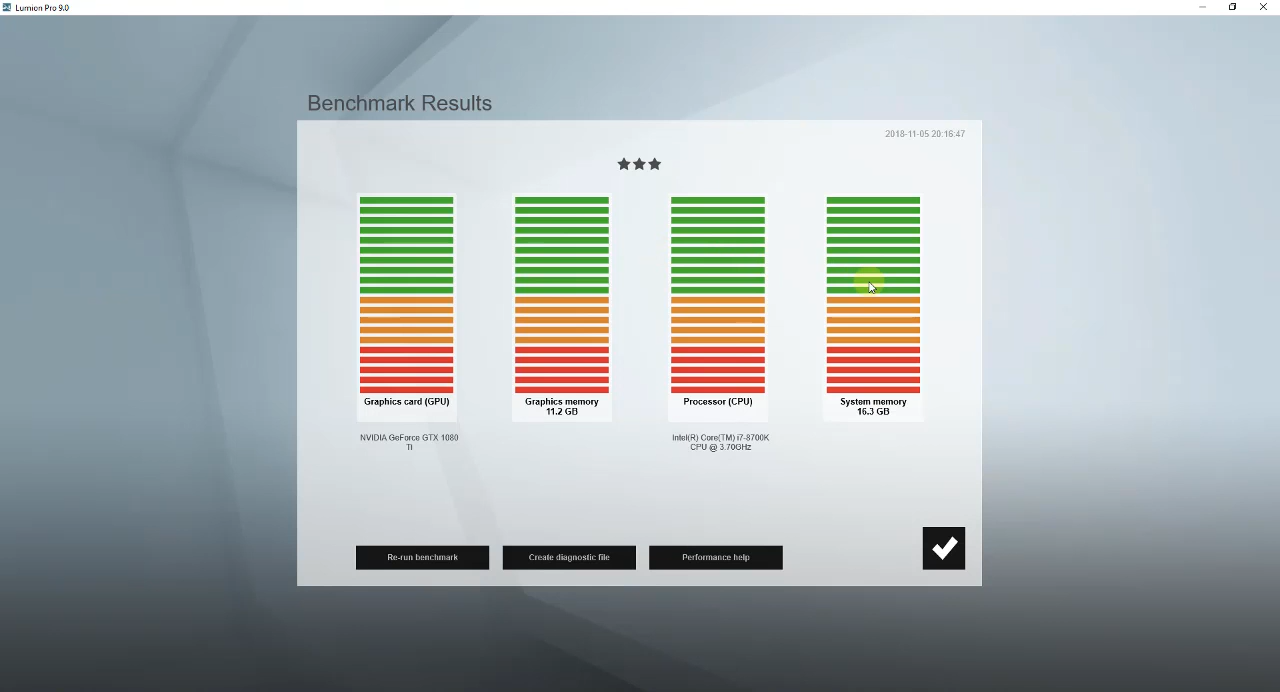 Lumion Pro 9.0
Benchmark Results
2018-11-05 20:16:47
Graphics card (GPU)
Graphics memory
11.2 GB
Processor (CPU)
System memory
16.3 GB
NVIDIA GeForce GTX 1080
Ti
Intel(R) Core(TM) i7-8700K
CPU @ 3.70GHz
Re-run benchmark
Create diagnostic file
Performance help